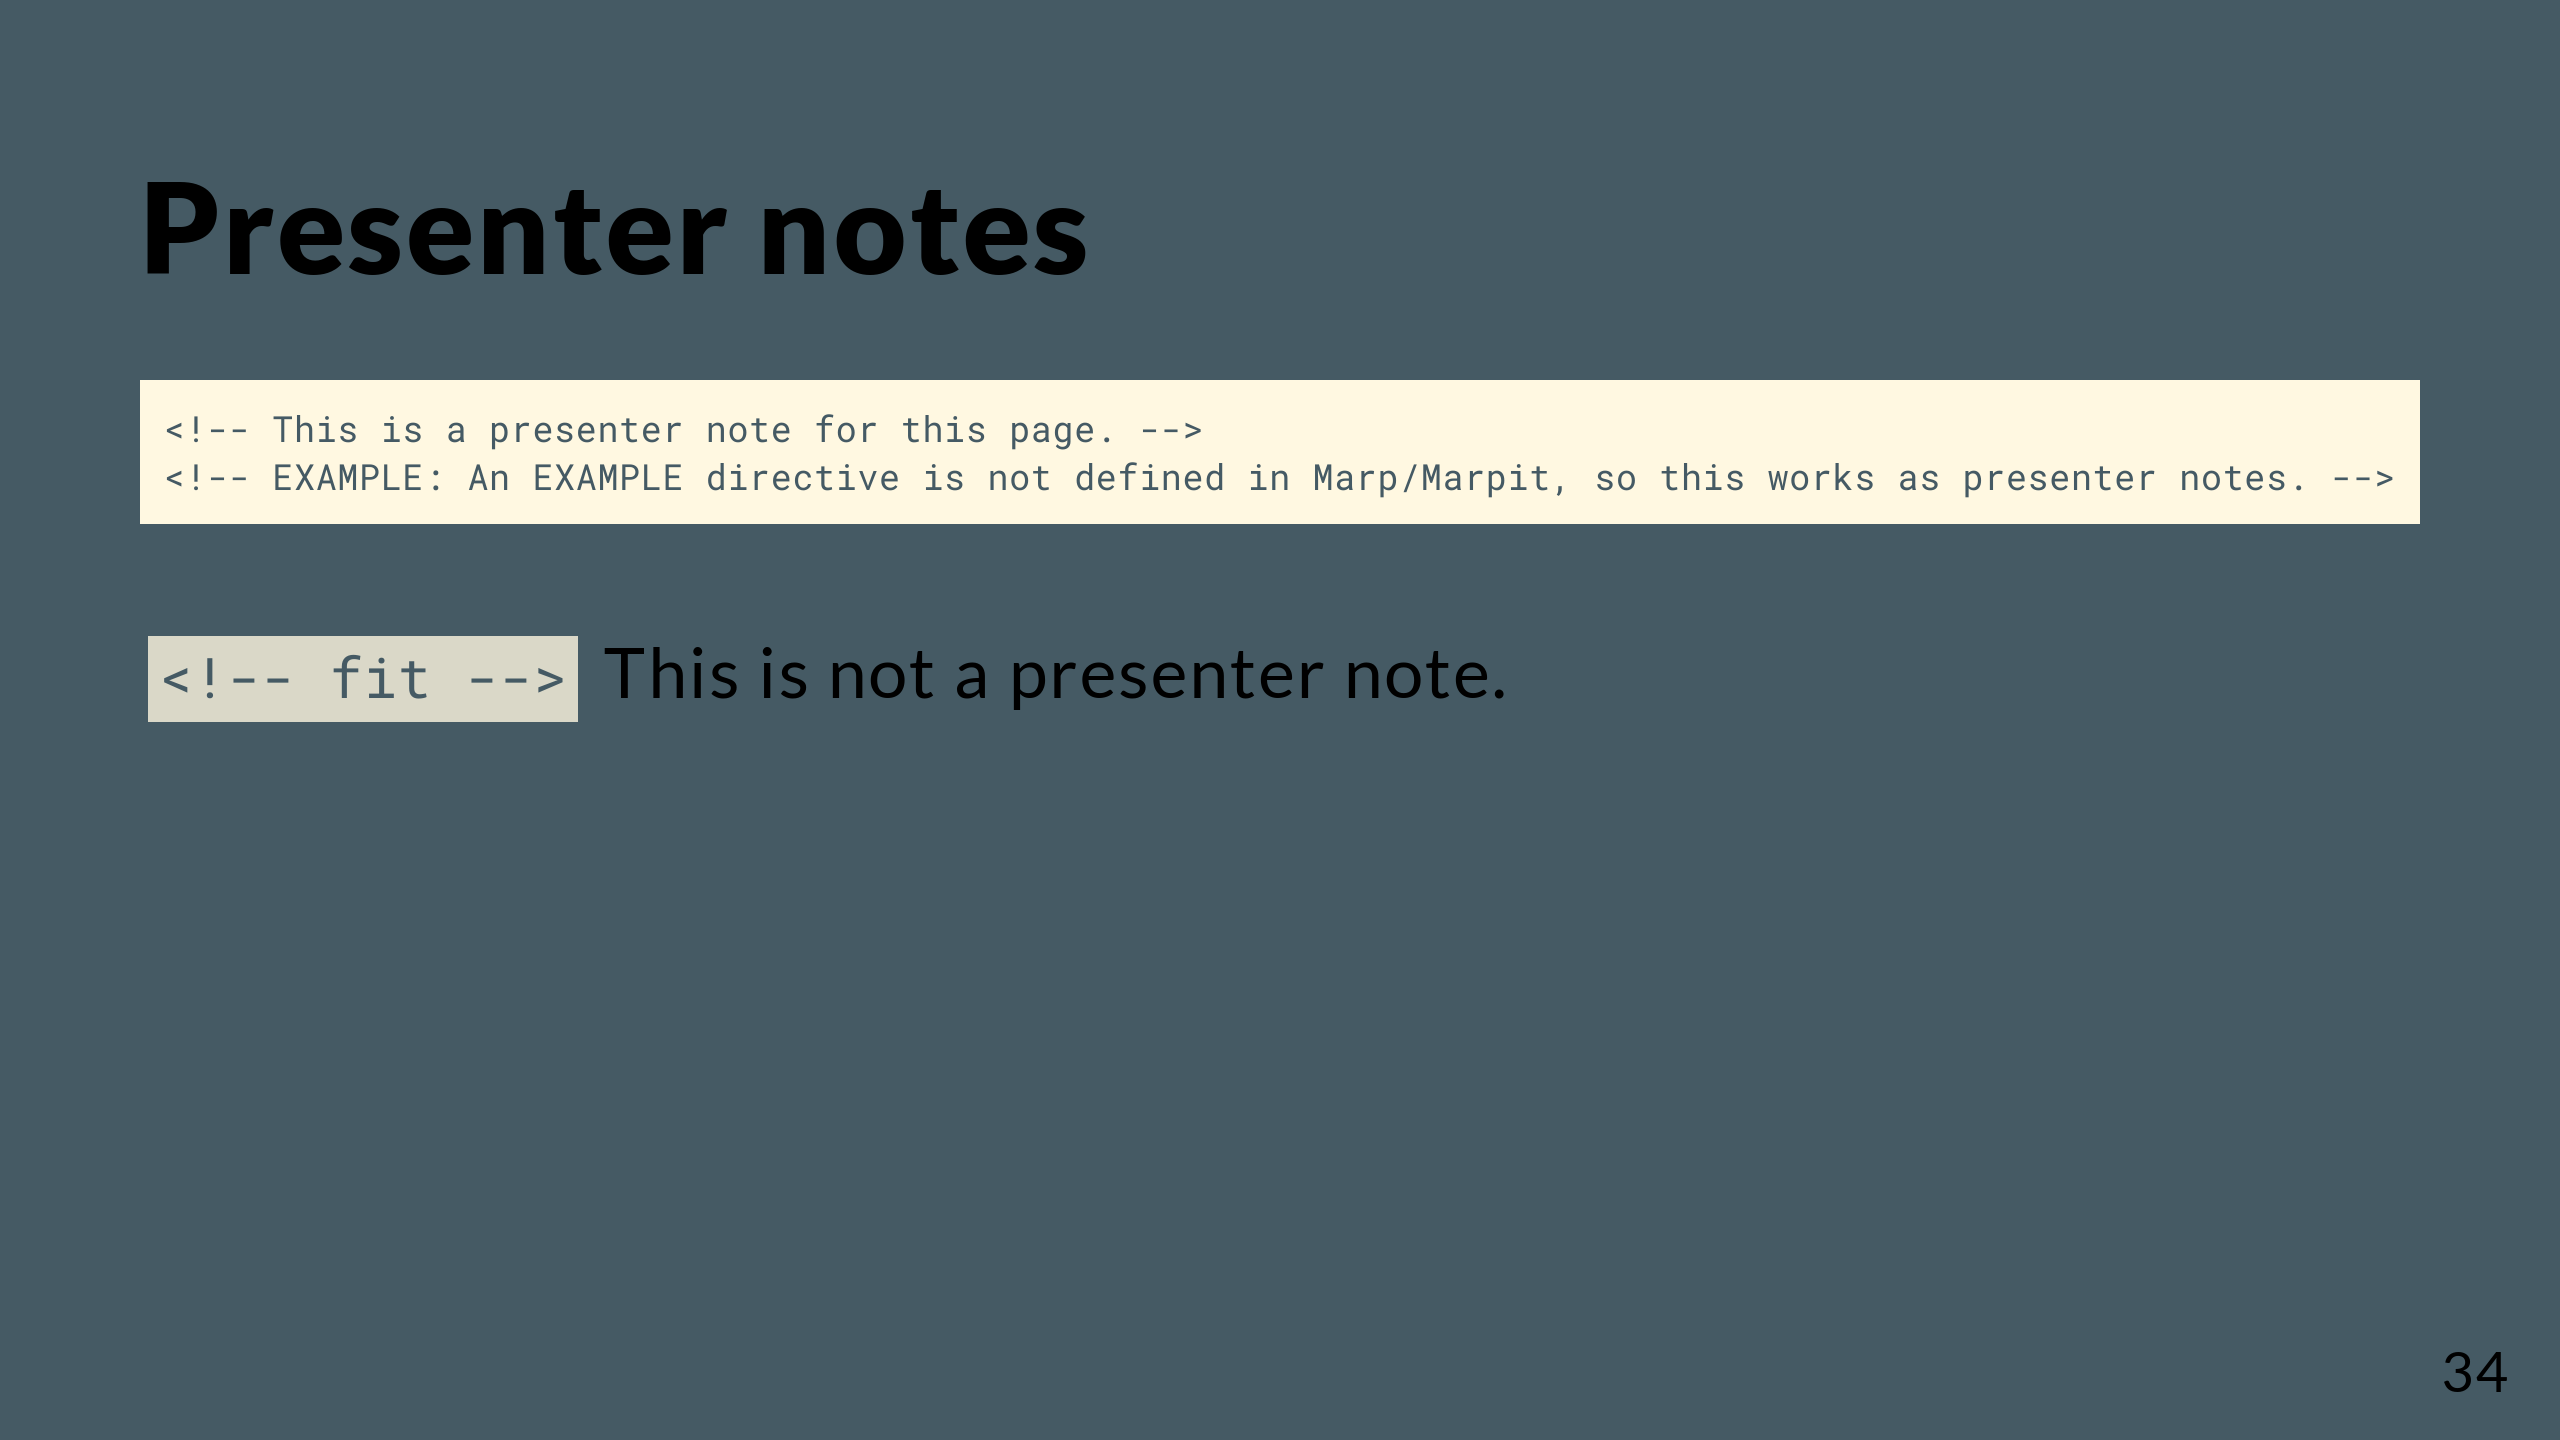 Presenter notes
<!-- This is a presenter note for this page. -->
<!-- EXAMPLE: An EXAMPLE directive is not defined in Marp/Marpit, so this works as presenter notes. -->
<!-- fit --> This is not a presenter note.
34